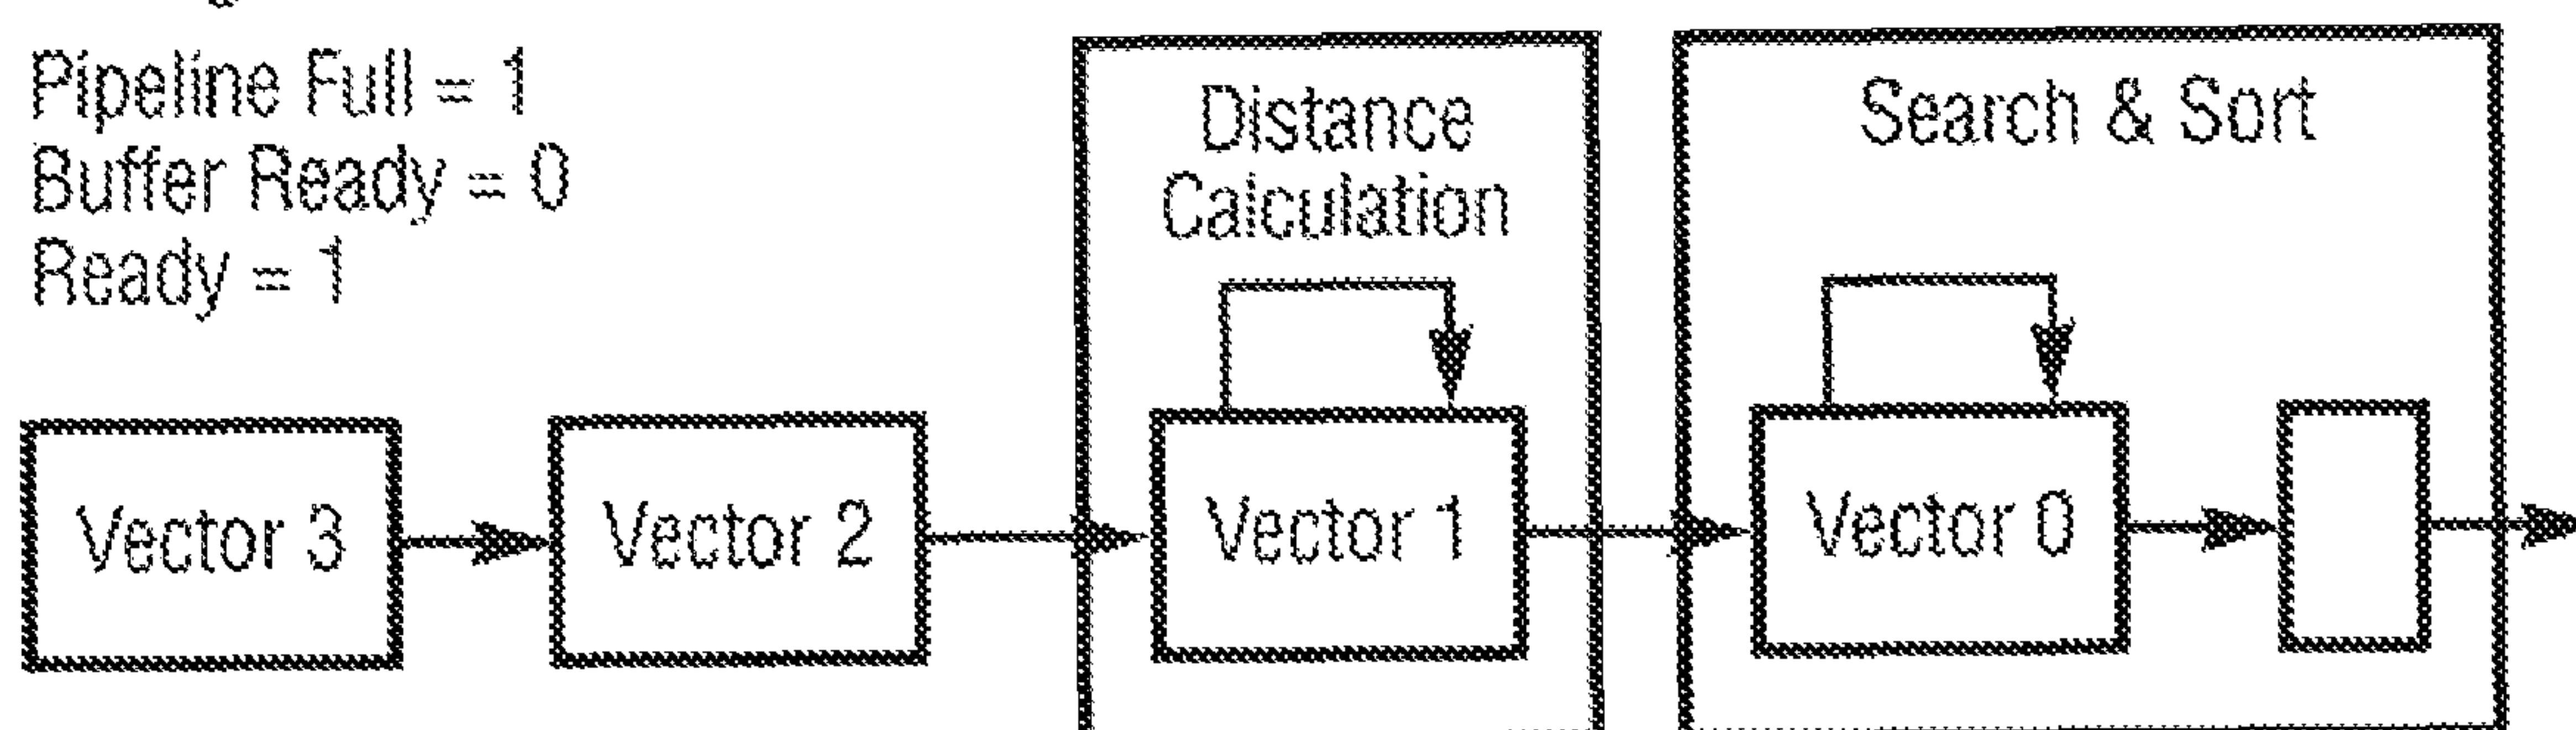 Pipeline Full = 1
Buffer Ready = 0
Ready = 1
Distance
Calculation
Search & Sort
Vector 3
Vector 2
Vector 1
Vector 0